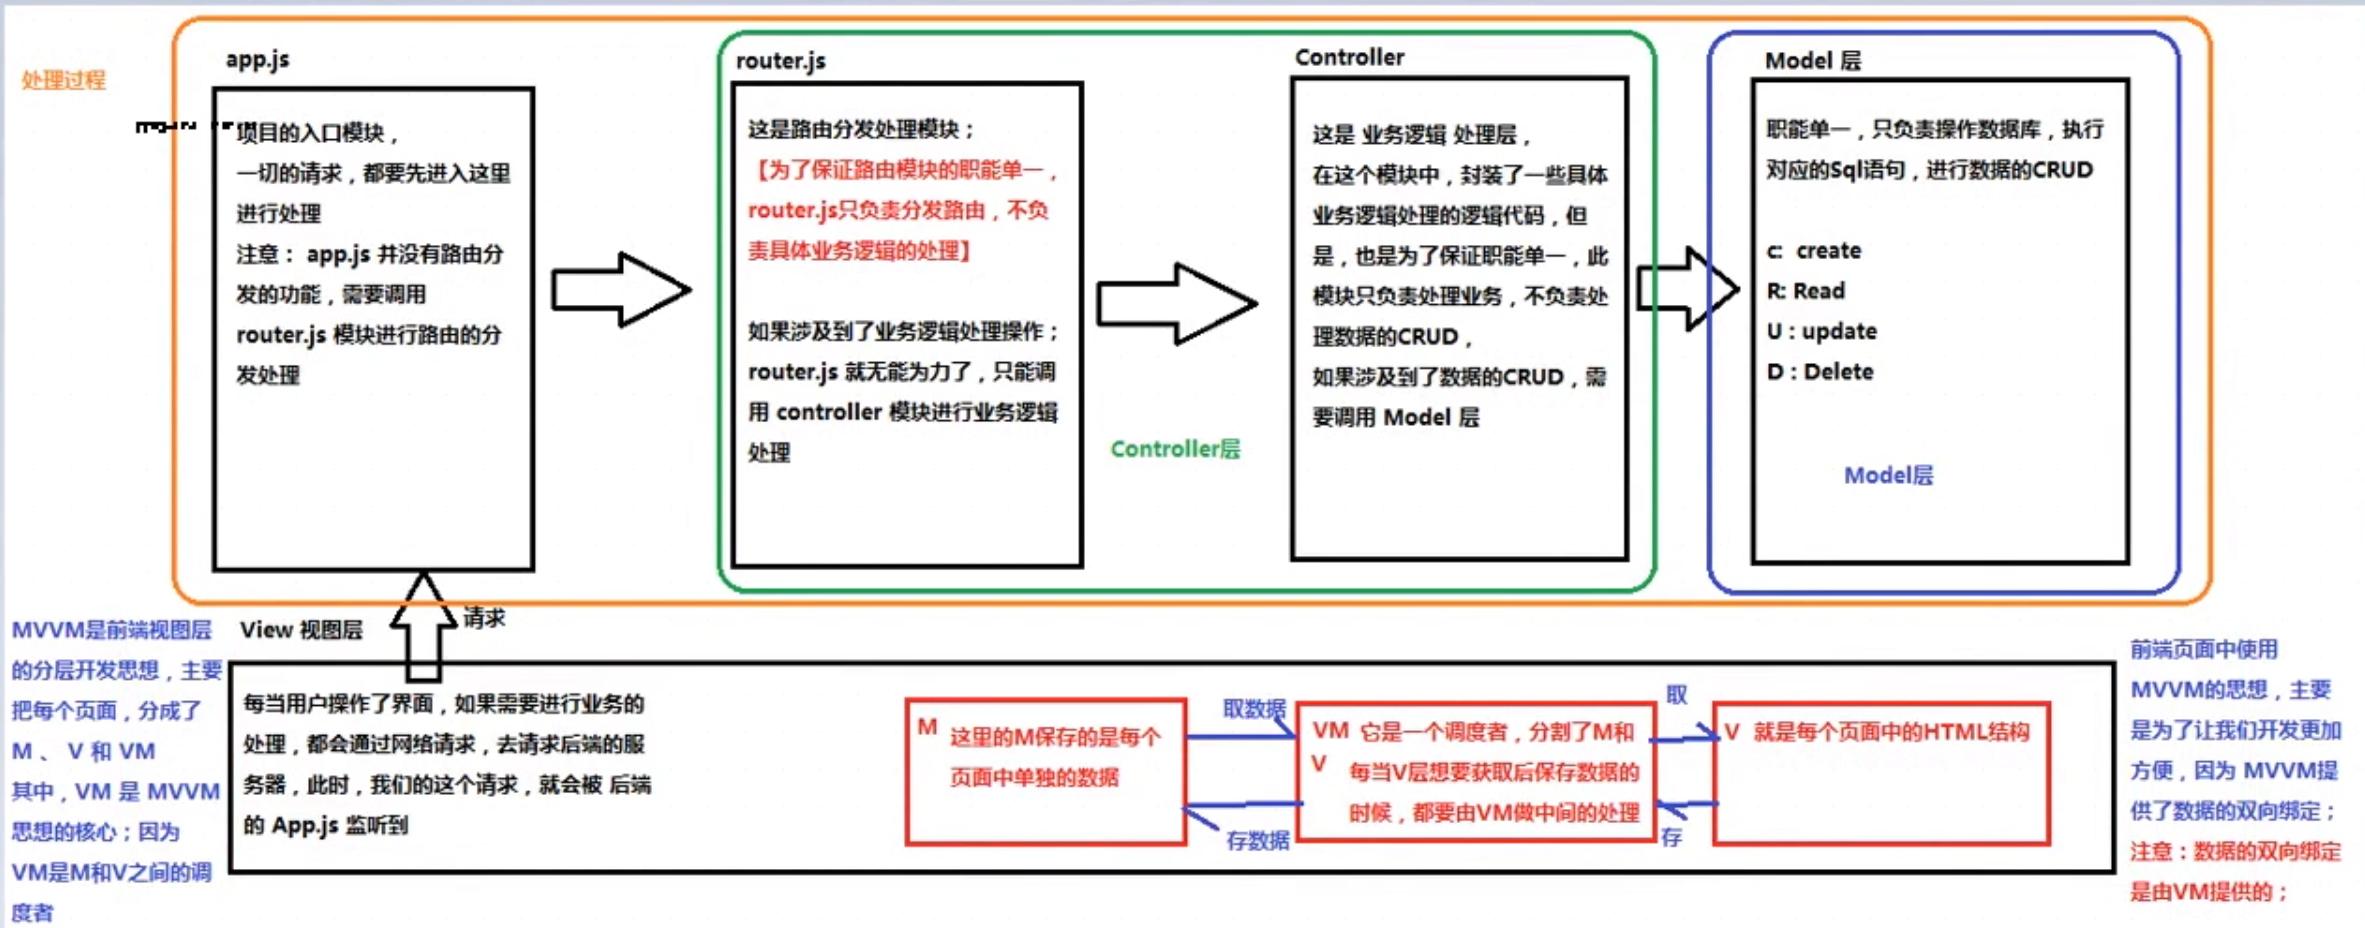 处理过程
app.js
项目的入口模块，
一切的请求，都要先进入这里
进行处理
注意： app.js 并没有路由分
发的功能，需要调用
router.js 模块进行路由的分
发处理
router.js
这是路由分发处理模块；
【为了保证路由模块的职能单一，
router.js只负责分发路由，不负
责具体业务逻辑的处理】
如果涉及到了业务逻辑处理操作；
router.js 就无能为力了，只能调
用 controller 模块进行业务逻辑
处理
Controller层
Controller
这是 业务逻辑 处理层，
在这个模块中，封装了一些具体
业务逻辑处理的逻辑代码，但
是，也是为了保证职能单一，此
模块只负责处理业务，不负责处
理数据的CRUD，
如果涉及到了数据的CRUD，需
要调用 Model 层
Model 层
职能单一，只负责操作数据库，执行
对应的Sql语句，进行数据的CRUD
c: create
R: Read
U : update
D : Delete
Model层
请求
MVVM是前端视图层
的分层开发思想，主要
把每个页面，分成了
M 、 V 和 VM
其中，VM 是 MVVM
思想的核心；因为
VM是M和V之间的调
度者
View 视图层
每当用户操作了界面，如果需要进行业务的
处理，都会通过网络请求，去请求后端的服
务器，此时，我们的这个请求，就会被 后端
的 App.js 监听到
M 这里的M保存的是每个
页面中单独的数据
取数据
存数据
VM 它是一个调度者，分割了M和
V 每当V层想要获取后保存数据的
时候，都要由VM做中间的处理
取
存
V 就是每个页面中的HTML结构
前端页面中使用
MVVM的思想，主要
是为了让我们开发更加
方便，因为 MVVM提
供了数据的双向绑定；
注意：数据的双向绑定
是由VM提供的；